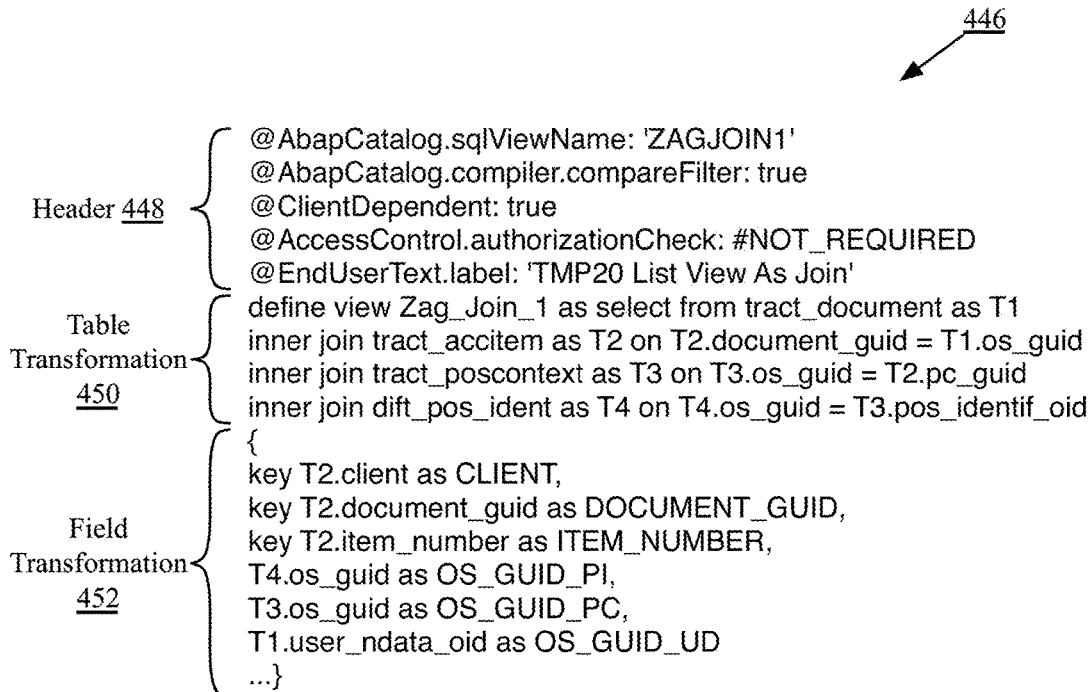 446
@AbapCatalog.sqlViewName: 'ZAGJOIN1'
@AbapCatalog.compiler.compareFilter: true
Header 448
@ClientDependent: true
@AccessControl.authorizationCheck: #NOT_REQUIRED
@EndUserText.label: 'TMP20 List View As Join'
Table
Transformation
450
define view Zag_Join_1 as select from tract_document as T1
inner join tract_accitem as T2 on T2.document_guid = T1.os_guid
inner join tract_poscontext as T3 on T3.os_guid = T2.pc_guid
inner join dift_pos_ident as T4 on T4.os_guid = T3.pos_identif_oid
Field
Transformation
452
{
key T2.client as CLIENT,
key T2.document_guid as DOCUMENT_GUID,
key T2.item_number as ITEM_NUMBER,
T4.os_guid as OS_GUID_PI,
T3.os_guid as OS_GUID_PC,
T1.user_ndata_oid as OS_GUID_UD
...}